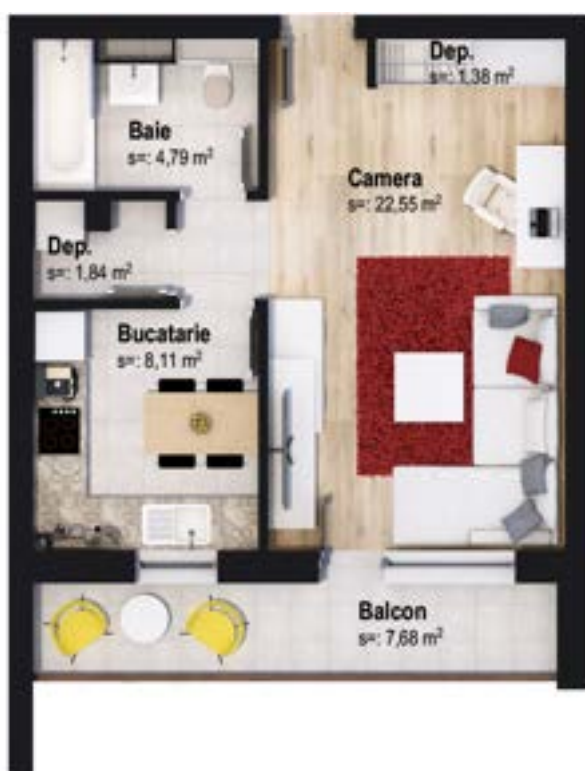 Dep.
s=: 1,38 m²
Baie
s=: 4,79 m²
Camera
s=: 22,55 m²
Dep.
s=: 1,84 m²
Bucatarie
s=: 8,11 m²
Balcon
s=: 7,68 m²